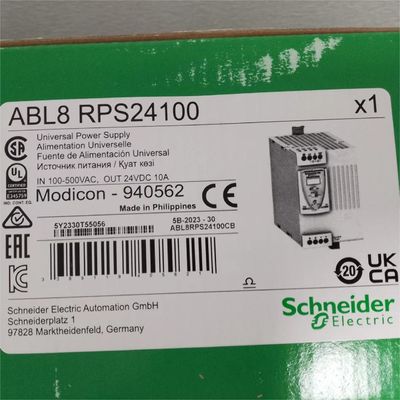 ABL8 RPS24100
x1
Universal Power Supply
Alimentation Universelle
Fuente de Alimentación Universal
Источник питания / Қуат көзі
IN 100-500VAC, OUT 24VDC 10A
Modicon - 940562
Made in Philippines
5Y2330T55056
5B-2023 - 30
ABL8RPS24100CB
UL
EAC
20
UK
CA
Schneider Electric Automation GmbH
Schneiderplatz 1
97828 Marktheidenfeld, Germany
Schneider
Electric